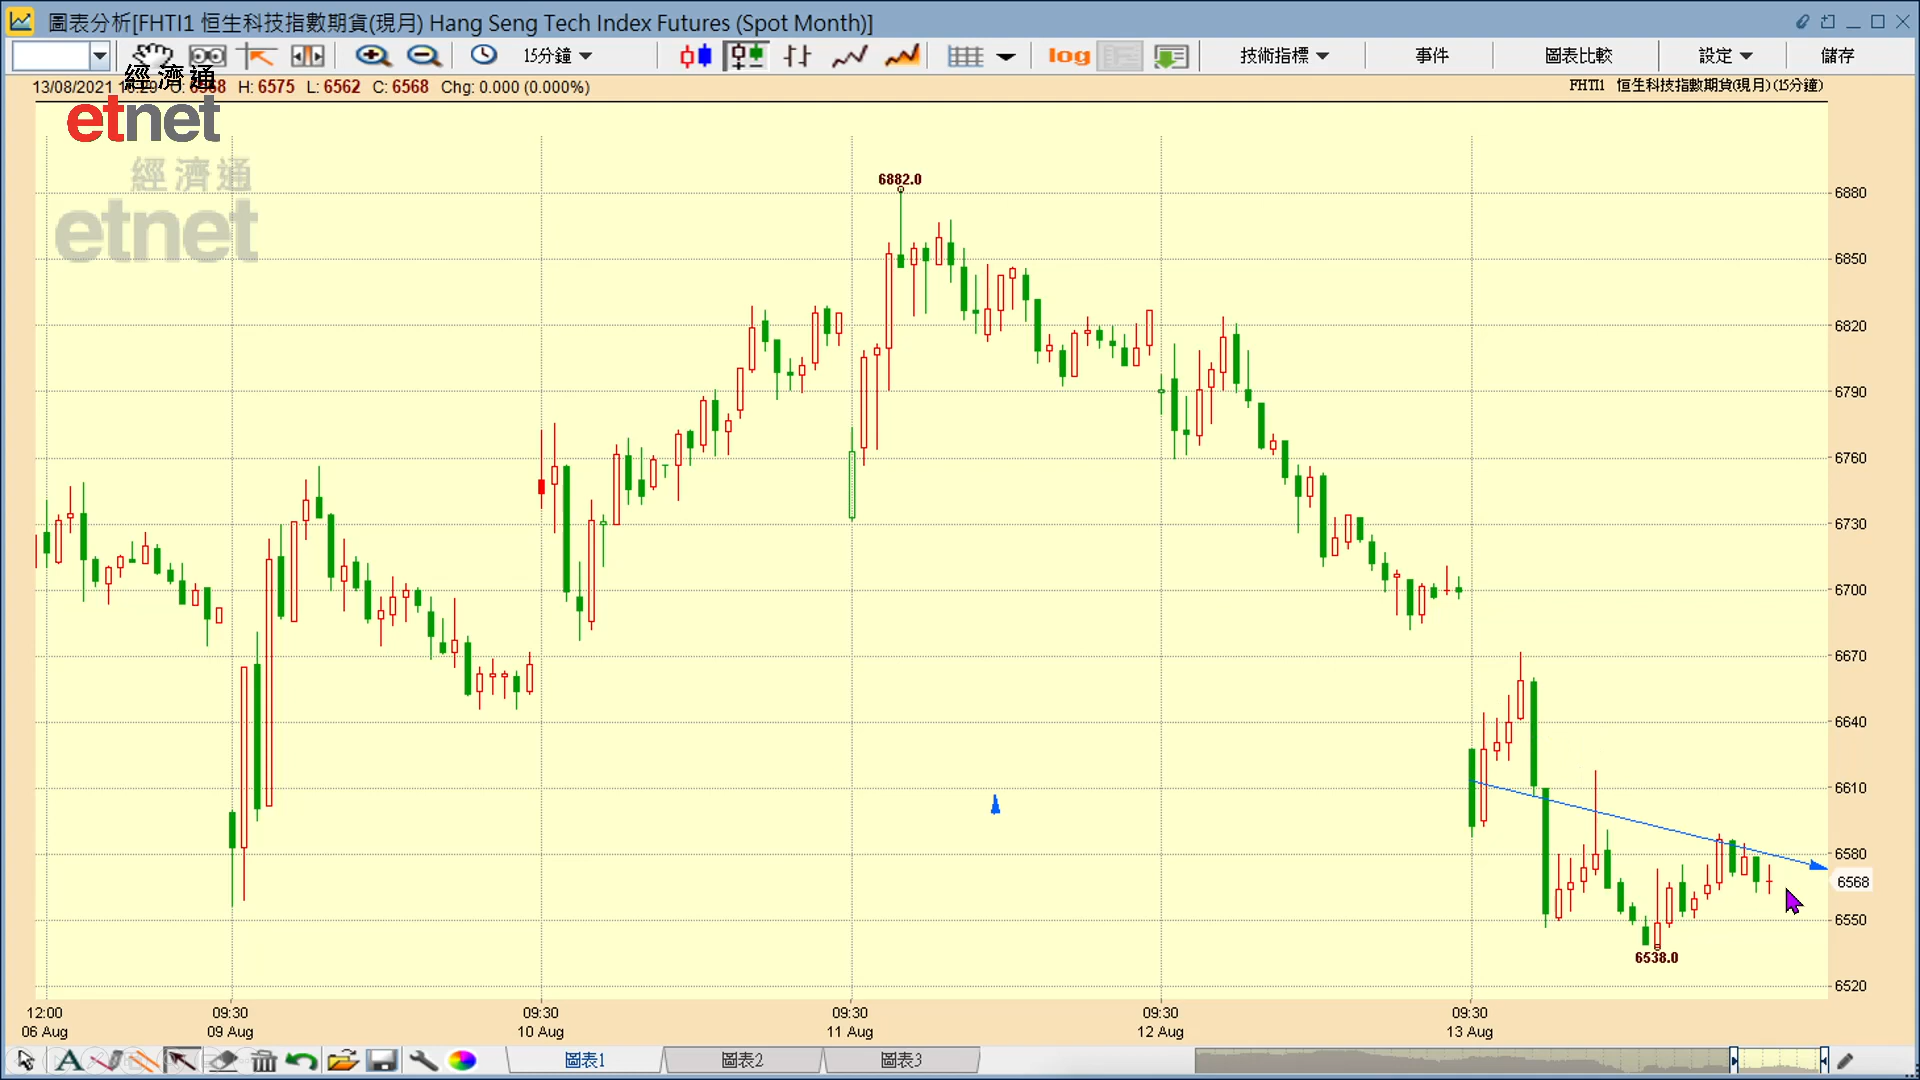 圖表分析[FHTI1 恒生科技指數期貨(現月) Hang Seng Tech Index Futures (Spot Month)]
15分鐘
log
技術指標
事件
圖表比較
設定
儲存
經濟通
13/08/2021 16:29 O: 6568 H: 6575 L: 6562 C: 6568 Chg: 0.000 (0.000%)
FHTI1 恒生科技指數期貨(現月)(15分鐘)
etnet
經濟通
etnet
6882.0
6880
6850
6820
6790
6760
6730
6700
6670
6640
6610
6580
6568
6550
6538.0
6520
12:00 09:30 09:30 09:30 09:30 09:30
06 Aug 09 Aug 10 Aug 11 Aug 12 Aug 13 Aug
A
圖表1 圖表2 圖表3